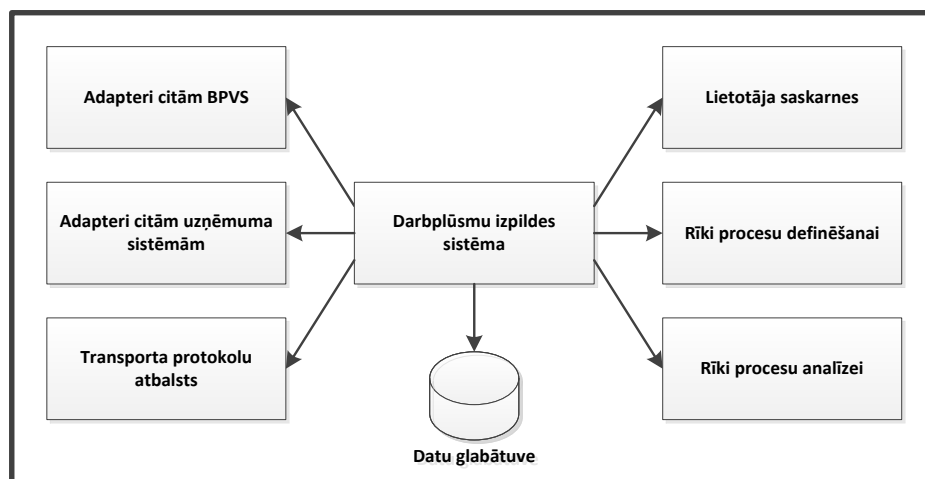 Adapteri citām BPVS
Lietotāja saskarnes
Adapteri citām uzņēmuma
sistēmām
Darbplūsmu izpildes
sistēma
Rīki procesu definēšanai
Transporta protokolu
atbalsts
Rīki procesu analīzei
Datu glabātuve